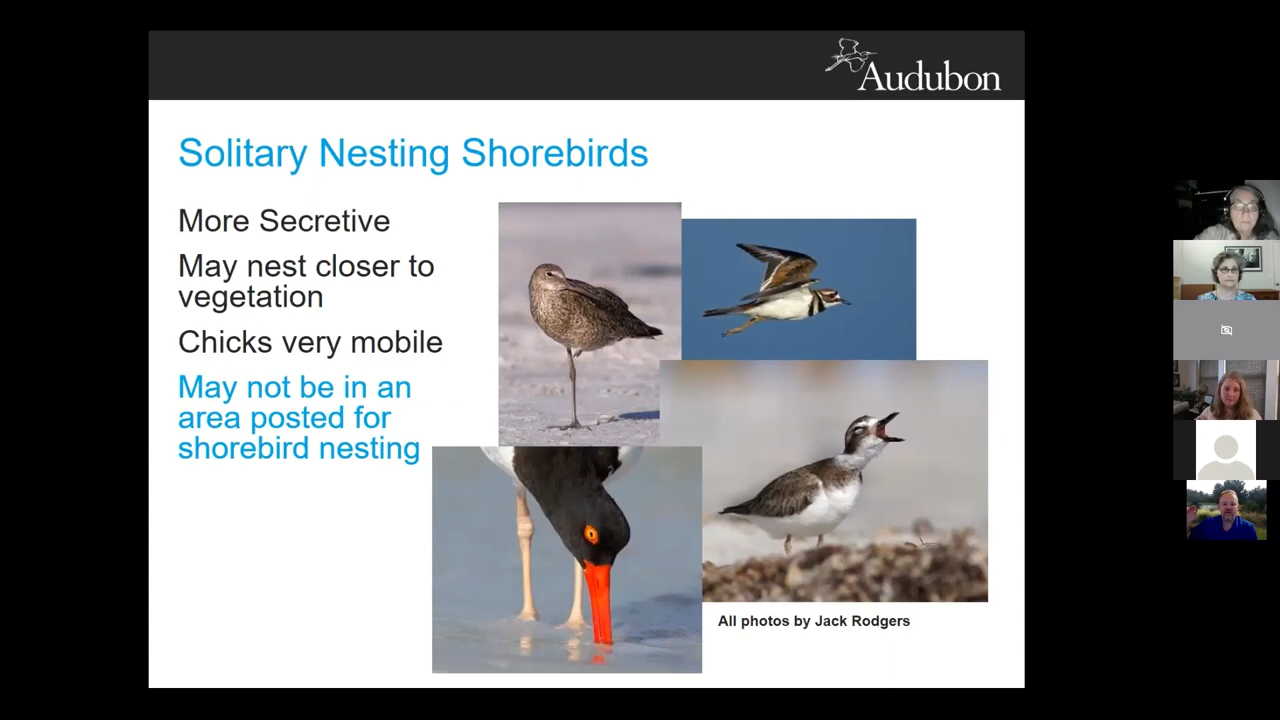 Audubon
Solitary Nesting Shorebirds
More Secretive
May nest closer to
vegetation
Chicks very mobile
May not be in an
area posted for
shorebird nesting
All photos by Jack Rodgers